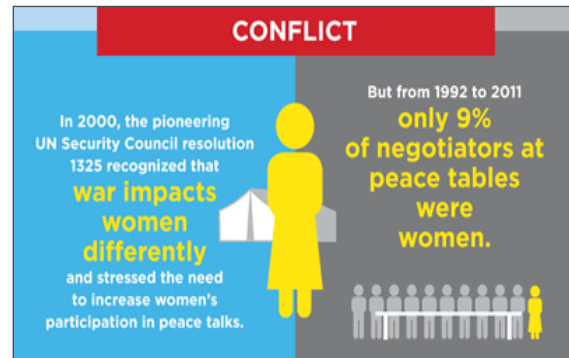 CONFLICT
In 2000, the pioneering
UN Security Council resolution
1325 recognized that
war impacts
women
differently
and stressed the need
to increase women's
participation in peace talks.
But from 1992 to 2011
only 9%
of negotiators at
peace tables
were
women.